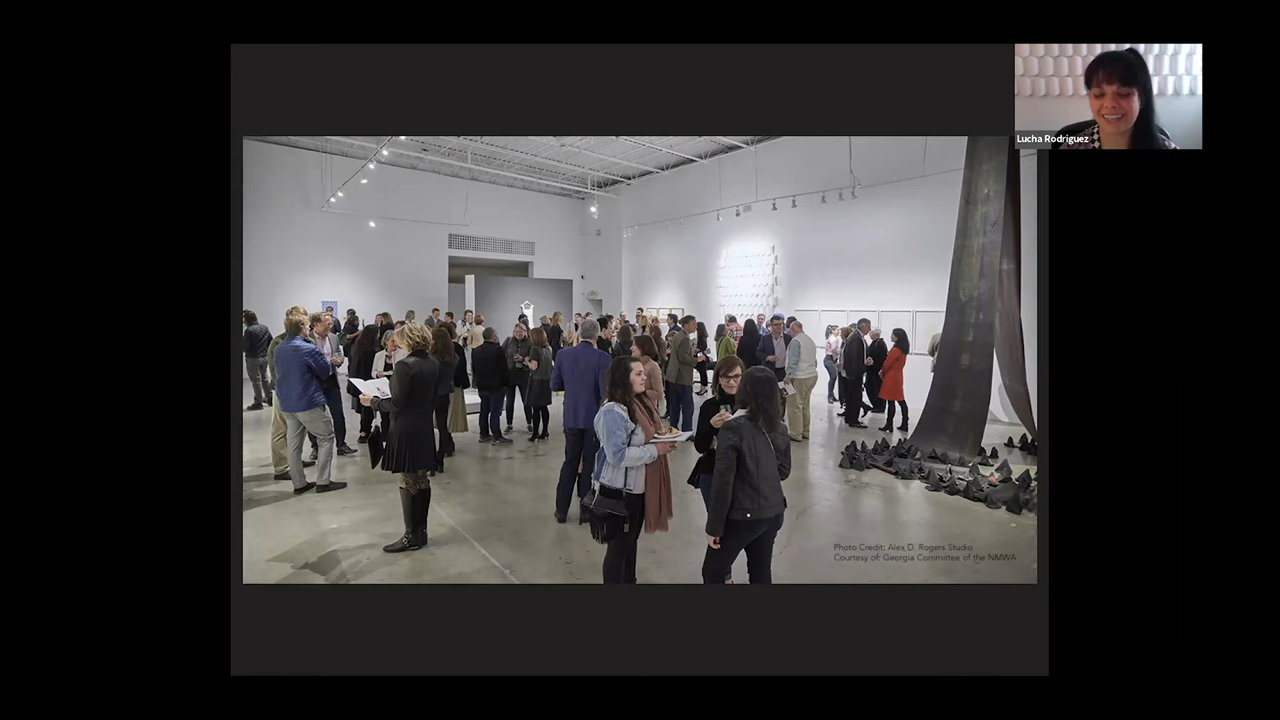 Lucha Rodriguez
Photo Credit: Alex D. Rogers Studio
Courtesy of: Georgia Committee of the NMWA